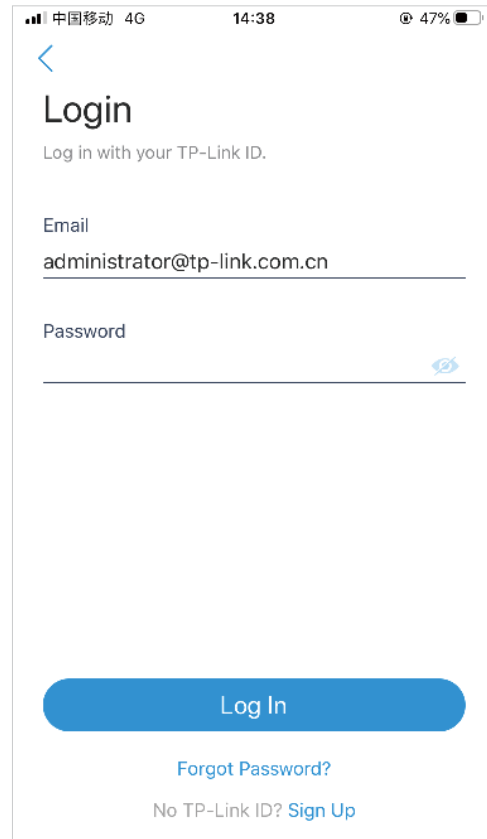 中国移动 4G 14:38 47%
Login
Log in with your TP-Link ID.
Email
administrator@tp-link.com.cn
Password
Log In
Forgot Password?
No TP-Link ID? Sign Up